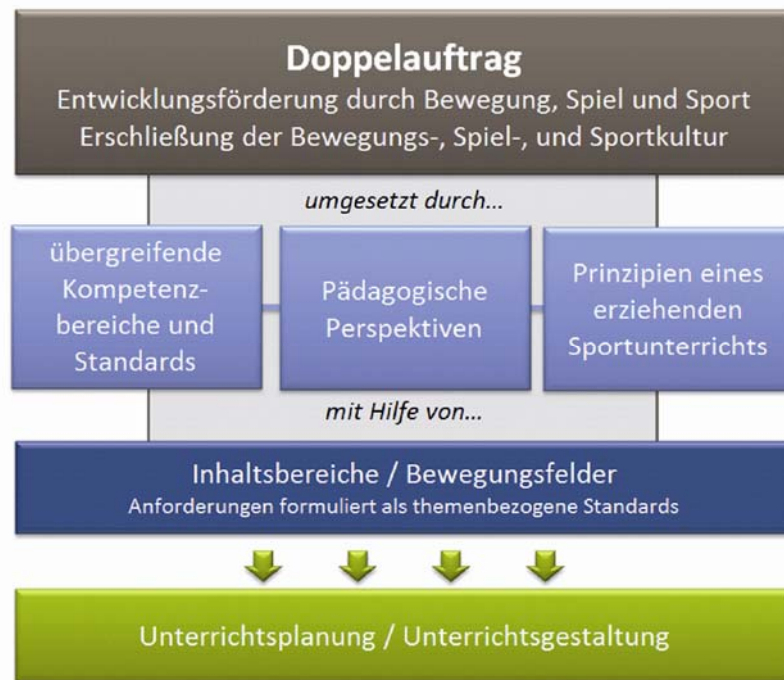 Doppelauftrag
Entwicklungsförderung durch Bewegung, Spiel und Sport
Erschließung der Bewegungs-, Spiel-, und Sportkultur
umgesetzt durch...
übergreifende
Kompetenz-
bereiche und
Standards
Pädagogische
Perspektiven
Prinzipien eines
erziehenden
Sportunterrichts
mit Hilfe von...
Inhaltsbereiche / Bewegungsfelder
Anforderungen formuliert als themenbezogene Standards
Unterrichtsplanung / Unterrichtsgestaltung